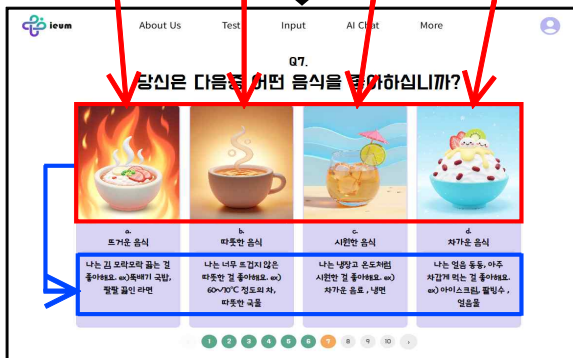 ieum
About Us Test Input AI Chat More
Q7.
당신은 다음중 어떤 음식을 좋아하십니까?
a. b. c. d.
뜨거운 음식 따뜻한 음식 시원한 음식 차가운 음식
나는 김 모락모락 끓는 걸
좋아해요. ex)뚝배기 국밥,
팔팔 끓인 라면
나는 너무 뜨겁지 않은
따뜻한 걸 좋아해요. ex)
60~70℃ 정도의 차,
따뜻한 국물
나는 냉장고 온도처럼
시원한 걸 좋아해요. ex)
차가운 음료 , 냉면
나는 얼음 동동, 아주
차갑게 먹는 걸 좋아해요.
ex) 아이스크림, 팥빙수 ,
얼음물
1 2 3 4 5 6 7 8 9 10 ›